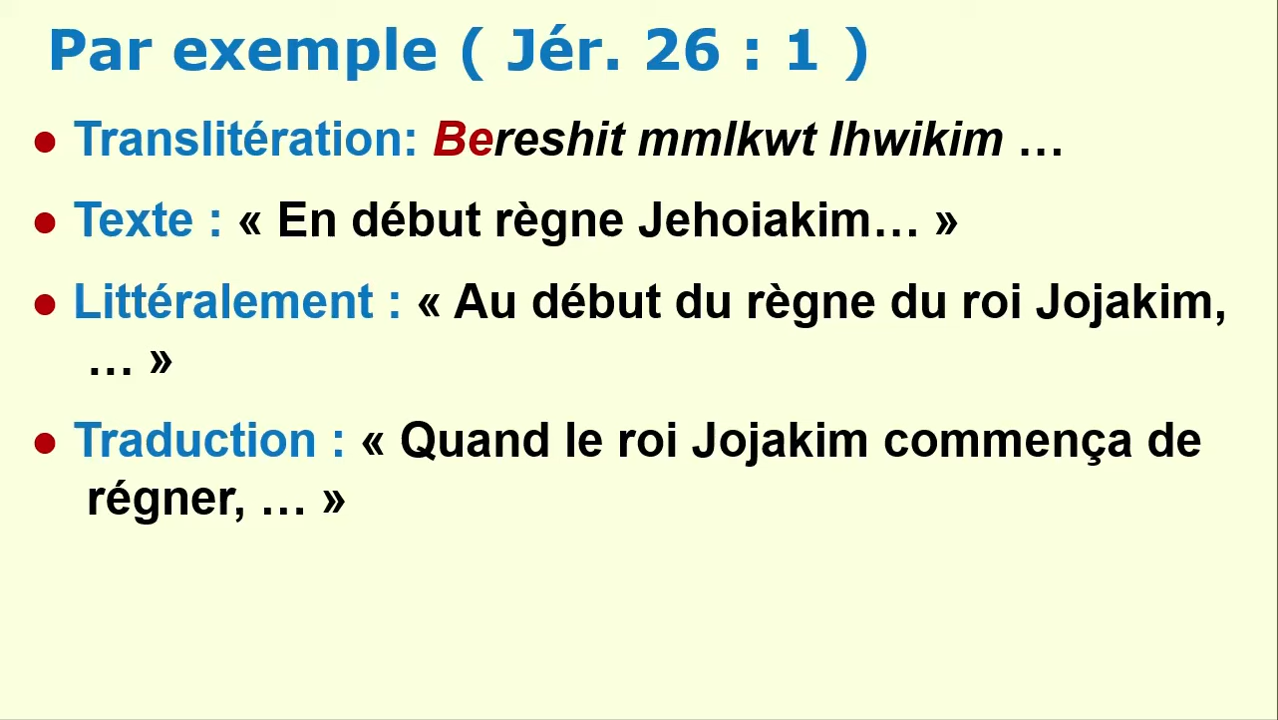 Par exemple ( Jér. 26 : 1 )
● Translitération: Bereshit mmlkwt lhwikim …
● Texte : « En début règne Jehoiakim… »
● Littéralement : « Au début du règne du roi Jojakim,
… »
● Traduction : « Quand le roi Jojakim commença de
régner, … »